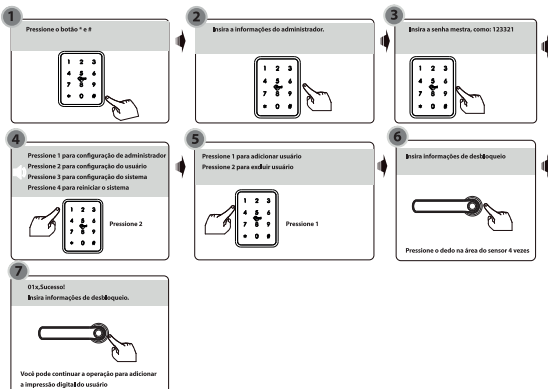 1
Pressione o botão * e #
1 2 3
4 5 6
7 8 9
* 0 #
2
Insira a informações do administrador.
1 2 3
4 5 6
7 8 9
* 0 #
3
Insira a senha mestra, como: 123321
1 2 3
4 5 6
7 8 9
* 0 #
4
Pressione 1 para configuração de administrador
Pressione 2 para configuração do usuário
Pressione 3 para configuração do sistema
Pressione 4 para reiniciar o sistema
1 2 3
4 5 6
7 8 9
* 0 #
Pressione 2
5
Pressione 1 para adicionar usuário
Pressione 2 para excluir usuário
1 2 3
4 5 6
7 8 9
* 0 #
Pressione 1
6
Insira informações de desbloqueio
Pressione o dedo na área do sensor 4 vezes
7
01x,Sucesso!
Insira informações de desbloqueio.
Você pode continuar a operação para adicionar
a impressão digital do usuário